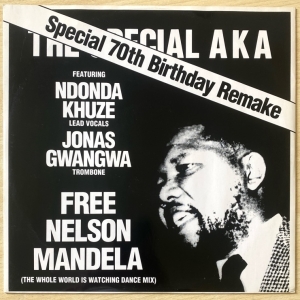 THE SPECIAL AKA
Special 70th Birthday Remake
FEATURING
NDONDA
KHUZE
LEAD VOCALS
JONAS
GWANGWA
TROMBONE
FREE
NELSON
MANDELA
(THE WHOLE WORLD IS WATCHING DANCE MIX)